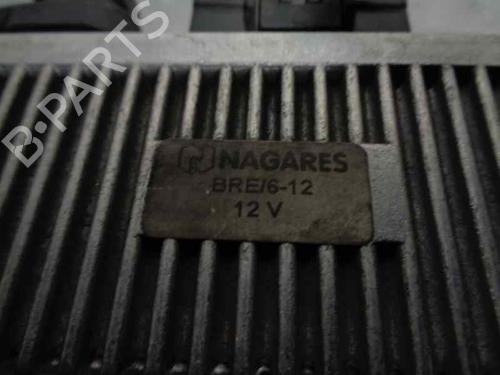 B-PARTS
NAGARES
BRE/6-12
12 V